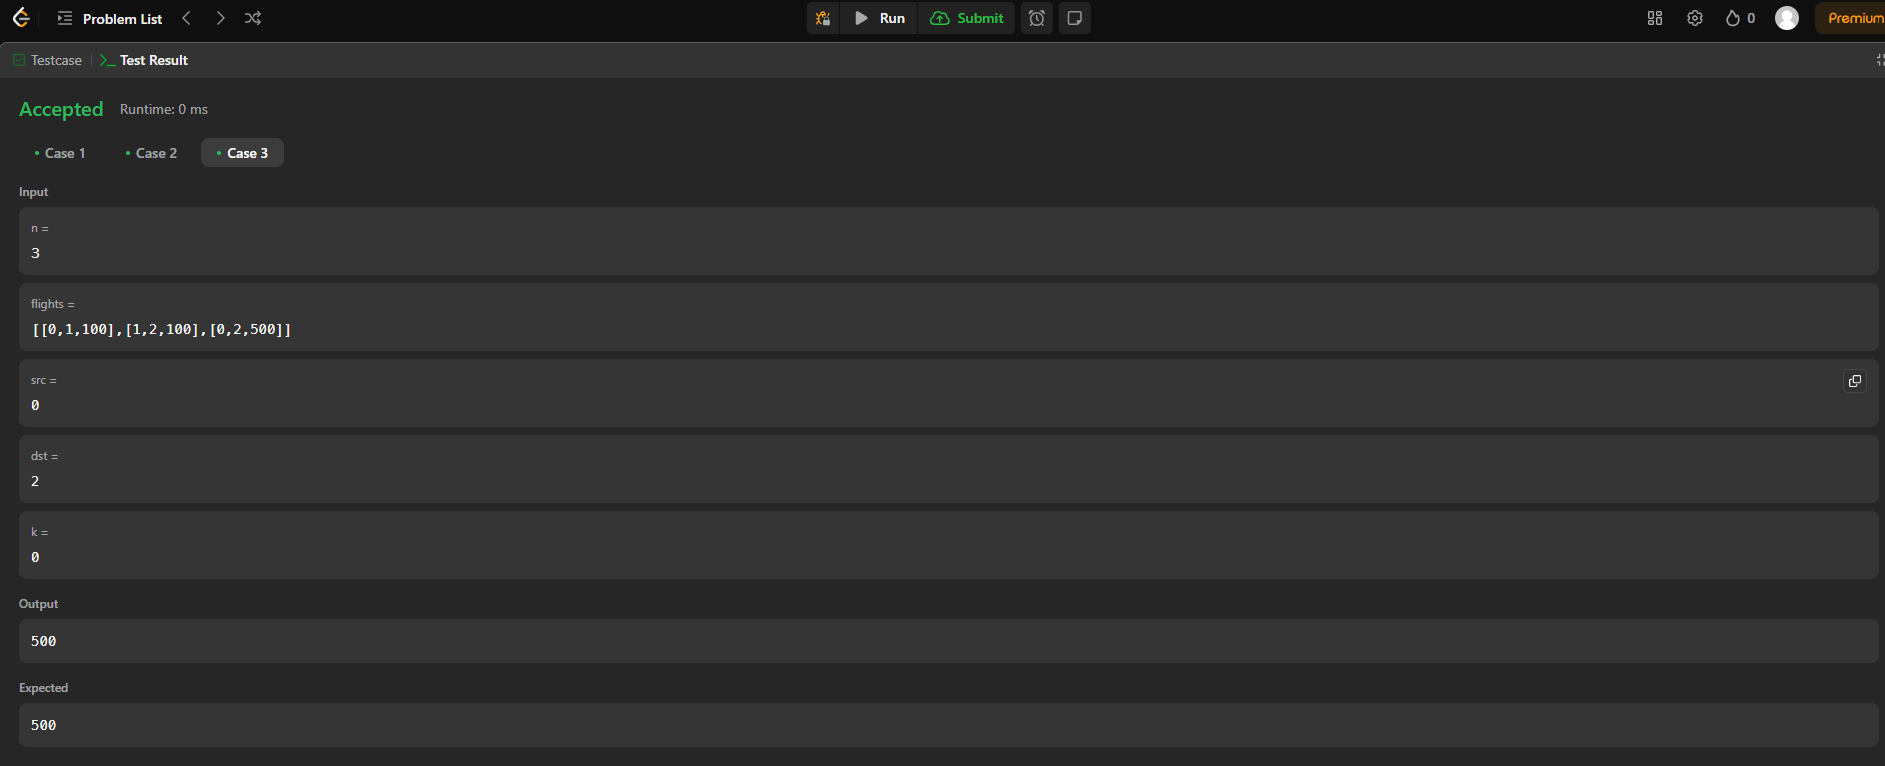 Problem List
Run
Submit
0
Premium
Testcase
Test Result
Accepted
Runtime: 0 ms
Case 1
Case 2
Case 3
Input
n =
3
flights =
[[0,1,100],[1,2,100],[0,2,500]]
src =
0
dst =
2
k =
0
Output
500
Expected
500